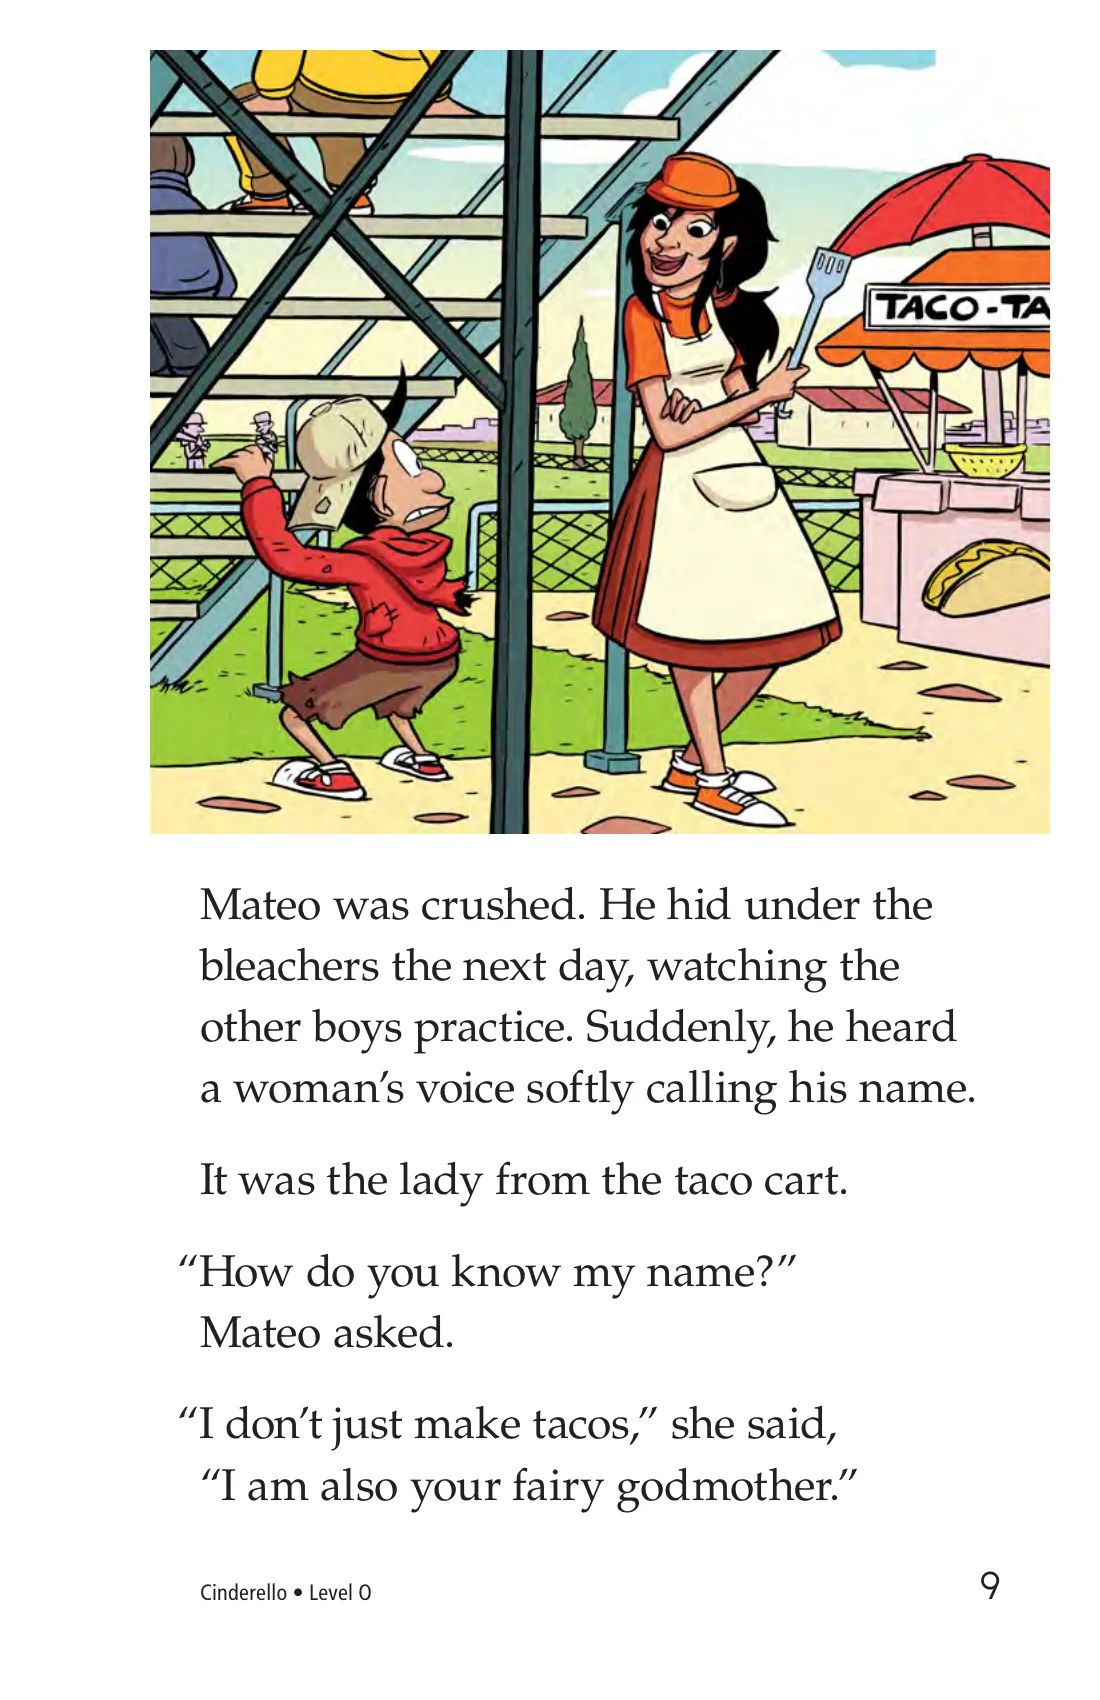 TACO-TA
Mateo was crushed. He hid under the
bleachers the next day, watching the
other boys practice. Suddenly, he heard
a woman’s voice softly calling his name.
It was the lady from the taco cart.
“How do you know my name?”
Mateo asked.
“I don’t just make tacos,” she said,
“I am also your fairy godmother.”
Cinderello • Level O
9